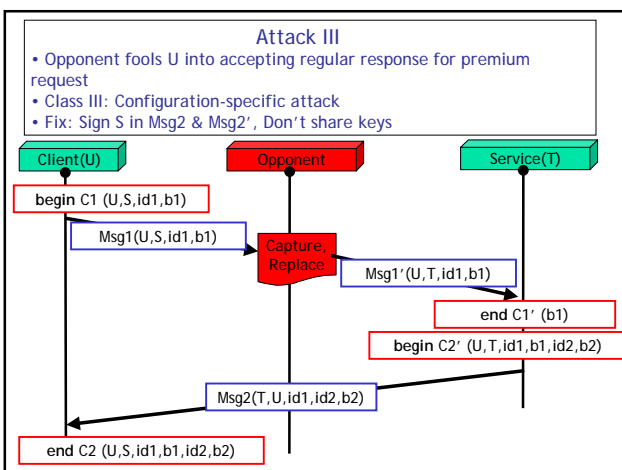 Attack III
• Opponent fools U into accepting regular response for premium
request
• Class III: Configuration-specific attack
• Fix: Sign S in Msg2 & Msg2’, Don’t share keys
Client(U)
Opponent
Service(T)
begin C1 (U,S,id1,b1)
Msg1(U,S,id1,b1)
Capture,
Replace
Msg1’(U,T,id1,b1)
end C1’ (b1)
begin C2’ (U,T,id1,b1,id2,b2)
Msg2(T,U,id1,id2,b2)
end C2 (U,S,id1,b1,id2,b2)